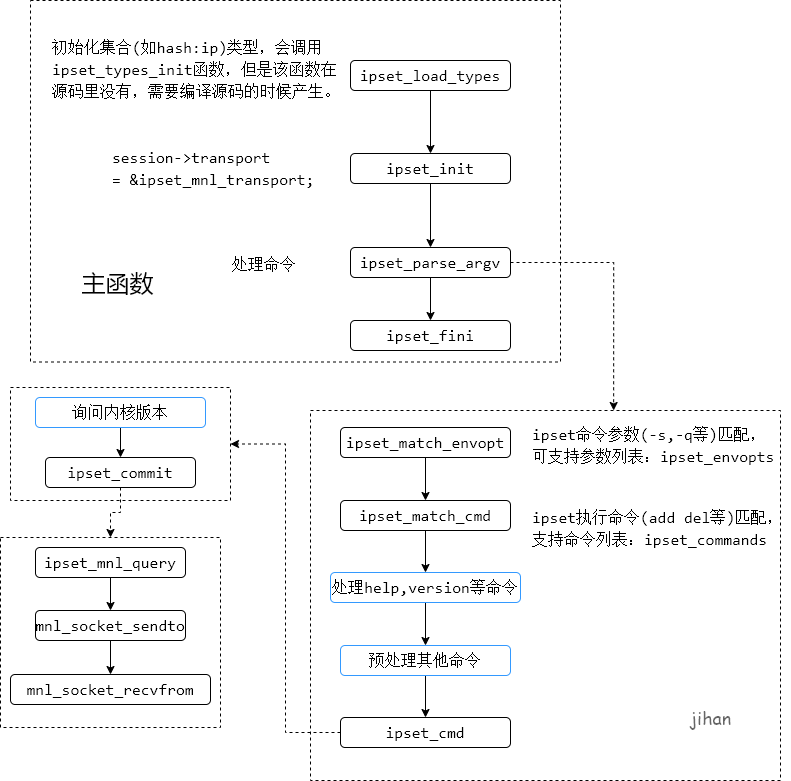 初始化集合(如hash:ip)类型，会调用
ipset_types_init函数，但是该函数在
源码里没有，需要编译源码的时候产生。
ipset_load_types
session->transport
= &ipset_mnl_transport;
ipset_init
主函数
处理命令
ipset_parse_argv
ipset_fini
询问内核版本
ipset_commit
ipset_mnl_query
mnl_socket_sendto
mnl_socket_recvfrom
ipset_match_envopt
ipset命令参数(-s,-q等)匹配，
可支持参数列表：ipset_envopts
ipset_match_cmd
ipset执行命令(add del等)匹配，
支持命令列表：ipset_commands
处理help,version等命令
预处理其他命令
ipset_cmd
jihan